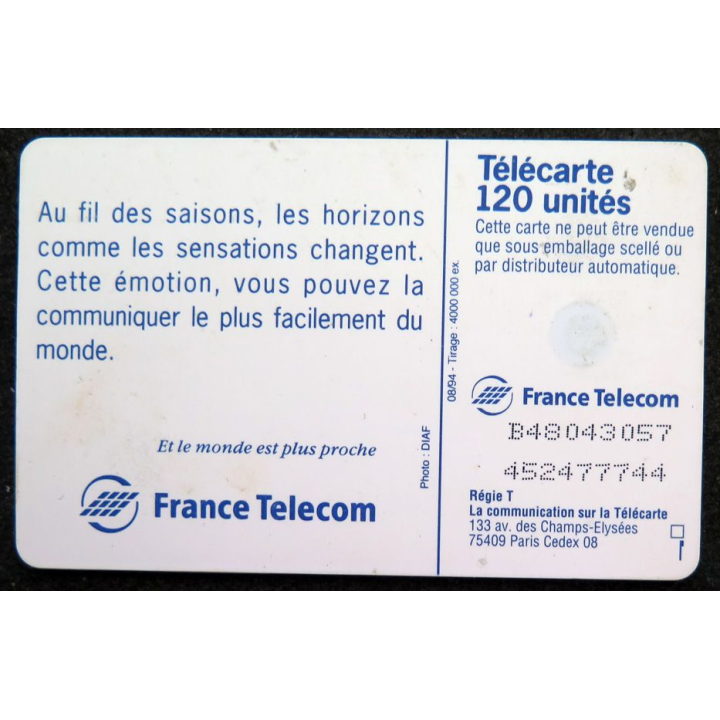 Au fil des saisons, les horizons
comme les sensations changent.
Cette émotion, vous pouvez la
communiquer le plus facilement du
monde.
Et le monde est plus proche
France Telecom
Photo : DIAF
08/94 - Tirage : 4000 000 ex.
Télécarte
120 unités
Cette carte ne peut être vendue
que sous emballage scellé ou
par distributeur automatique.
France Telecom
B48043057
452477744
Régie T
La communication sur la Télécarte
133 av. des Champs-Elysées
75409 Paris Cedex 08